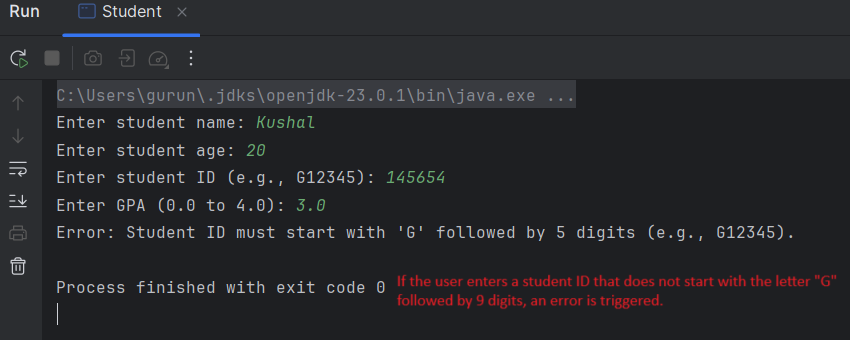 Run Student ×
C:\Users\gurun\.jdks\openjdk-23.0.1\bin\java.exe ...
Enter student name: Kushal
Enter student age: 20
Enter student ID (e.g., G12345): 145654
Enter GPA (0.0 to 4.0): 3.0
Error: Student ID must start with 'G' followed by 5 digits (e.g., G12345).
Process finished with exit code 0
If the user enters a student ID that does not start with the letter "G"
followed by 9 digits, an error is triggered.